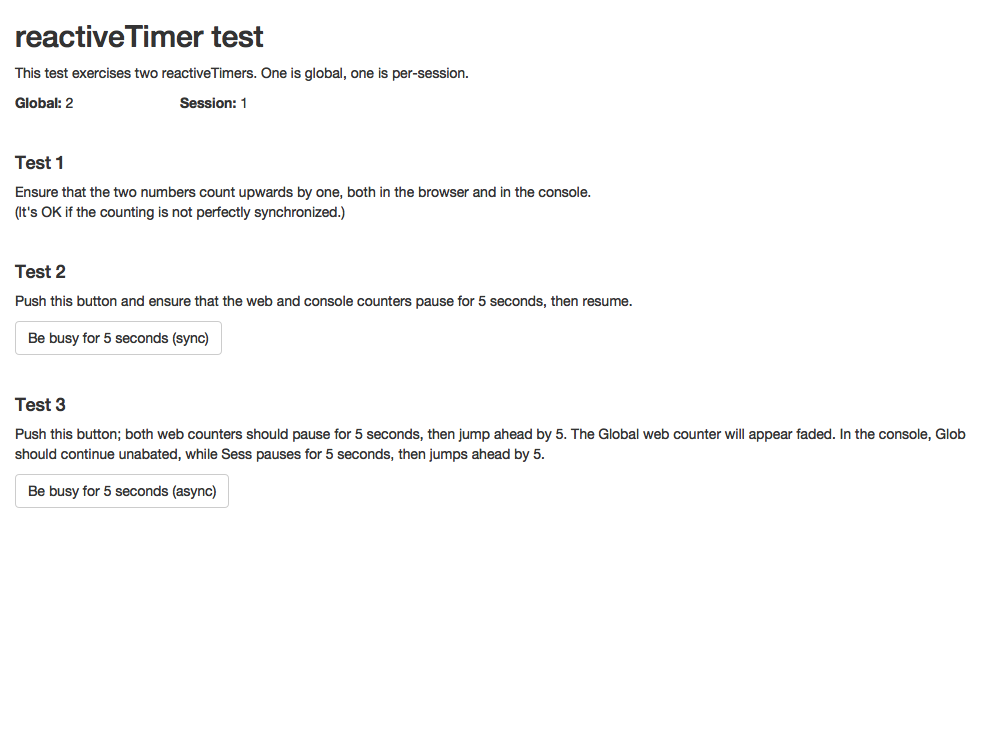 reactiveTimer test
This test exercises two reactiveTimers. One is global, one is per-session.
Global: 2 Session: 1
Test 1
Ensure that the two numbers count upwards by one, both in the browser and in the console.
(It's OK if the counting is not perfectly synchronized.)
Test 2
Push this button and ensure that the web and console counters pause for 5 seconds, then resume.
Be busy for 5 seconds (sync)
Test 3
Push this button; both web counters should pause for 5 seconds, then jump ahead by 5. The Global web counter will appear faded. In the console, Glob
should continue unabated, while Sess pauses for 5 seconds, then jumps ahead by 5.
Be busy for 5 seconds (async)